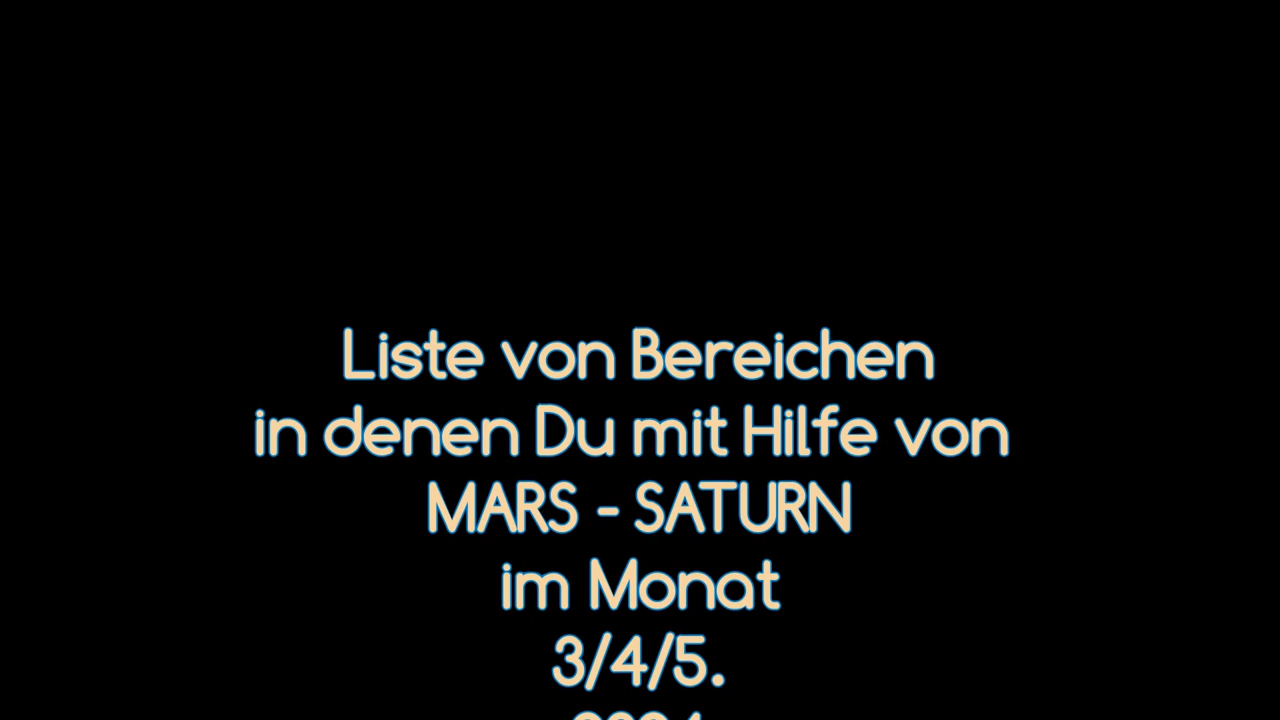 Liste von Bereichen
in denen Du mit Hilfe von
MARS - SATURN
im Monat
3/4/5.